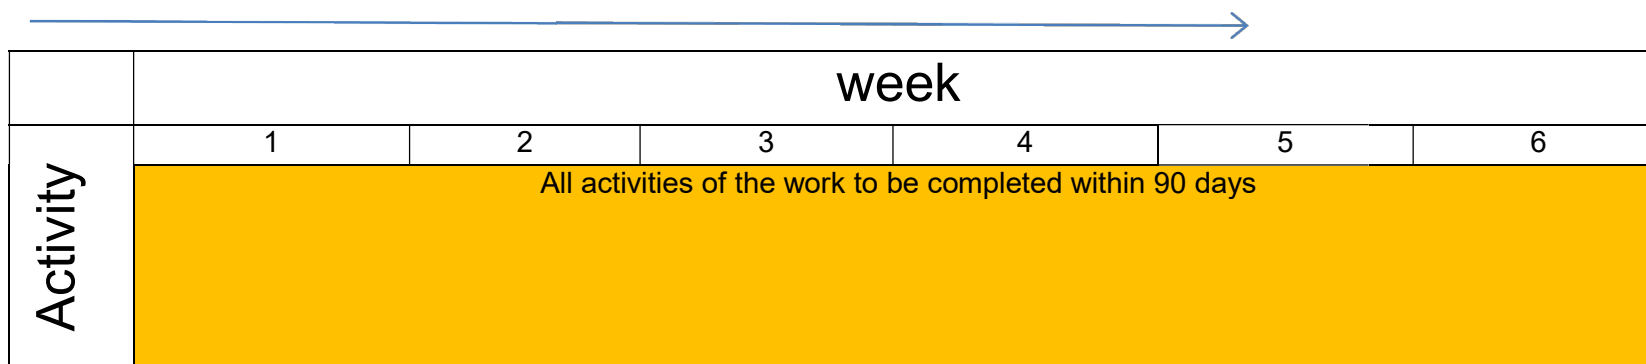 week
1 2 3 4 5 6
All activities of the work to be completed within 90 days
Activity